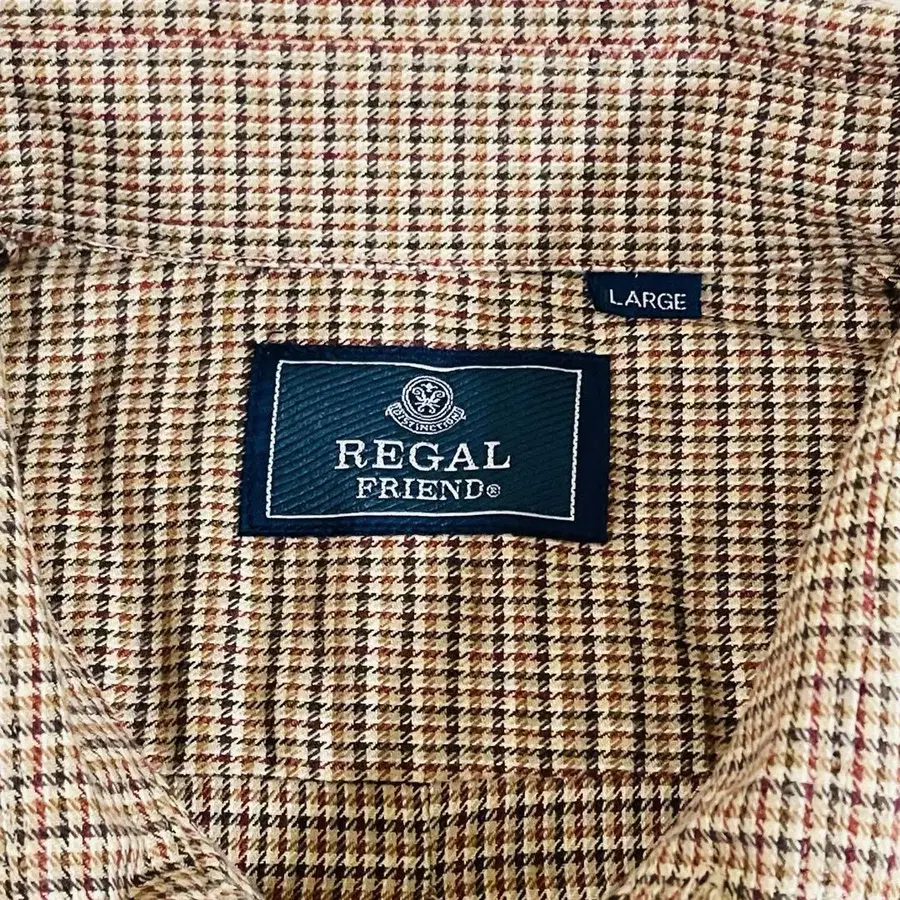 LARGE
DISTINCTION
REGAL
FRIEND®